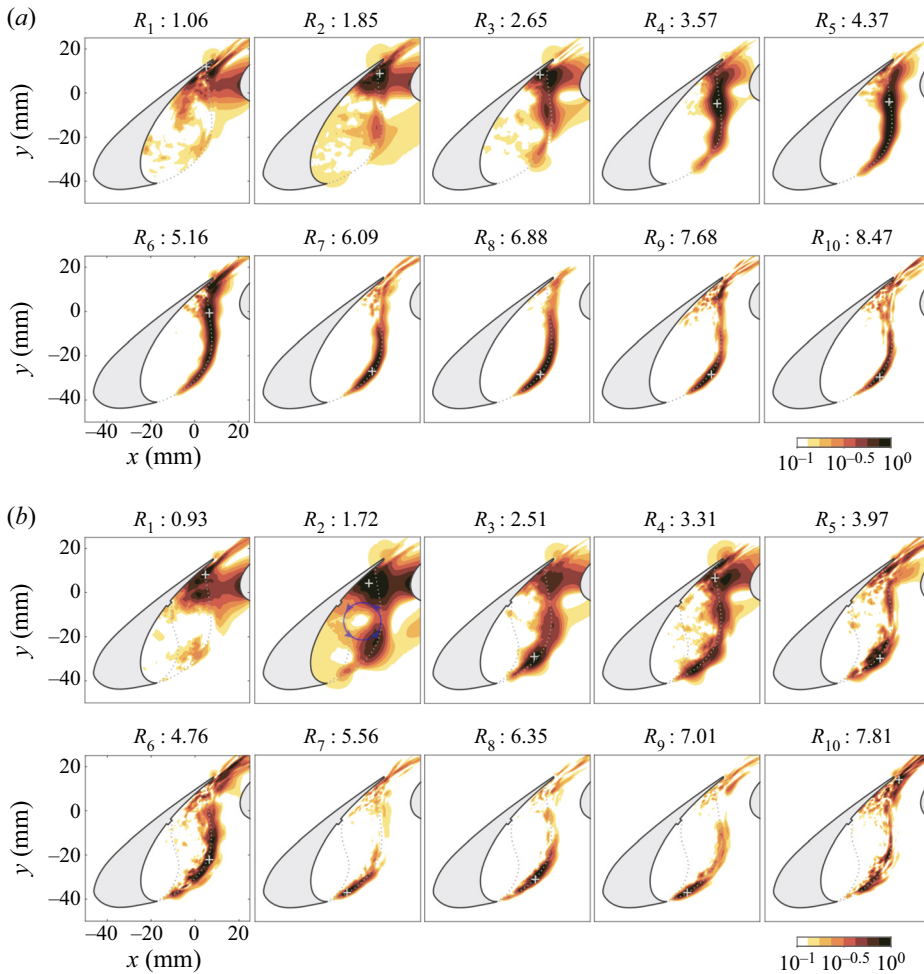 (a) R1 : 1.06 R2 : 1.85 R3 : 2.65 R4 : 3.57 R5 : 4.37
20
0
y (mm)
–20
–40
R6 : 5.16 R7 : 6.09 R8 : 6.88 R9 : 7.68 R10 : 8.47
20
0
y (mm)
–20
–40
–40 –20 0 20
x (mm)
10–1 10–0.5 100
(b) R1 : 0.93 R2 : 1.72 R3 : 2.51 R4 : 3.31 R5 : 3.97
20
0
y (mm)
–20
–40
R6 : 4.76 R7 : 5.56 R8 : 6.35 R9 : 7.01 R10 : 7.81
20
0
y (mm)
–20
–40
–40 –20 0 20
x (mm)
10–1 10–0.5 100